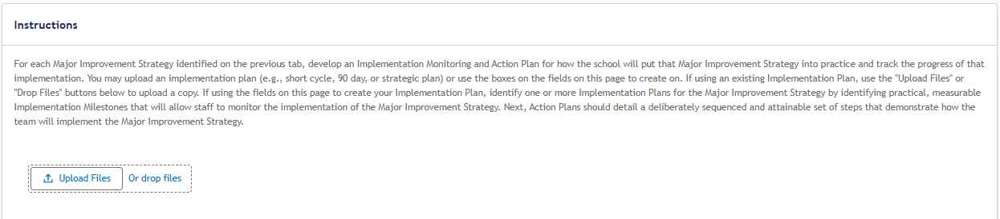 Instructions
For each Major Improvement Strategy identified on the previous tab, develop an Implementation Monitoring and Action Plan for how the school will put that Major Improvement Strategy into practice and track the progress of that
implementation. You may upload an implementation plan (e.g., short cycle, 90 day, or strategic plan) or use the boxes on the fields on this page to create on. If using an existing Implementation Plan, use the "Upload Files" or
"Drop Files" buttons below to upload a copy. If using the fields on this page to create your Implementation Plan, identify one or more Implementation Plans for the Major Improvement Strategy by identifying practical, measurable
Implementation Milestones that will allow staff to monitor the implementation of the Major Improvement Strategy. Next, Action Plans should detail a deliberately sequenced and attainable set of steps that demonstrate how the
team will implement the Major Improvement Strategy.
Upload Files Or drop files